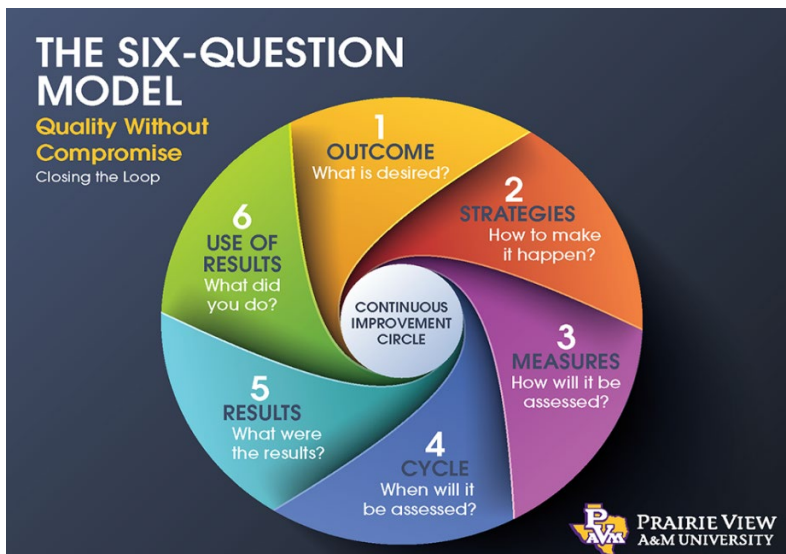 THE SIX-QUESTION
MODEL
Quality Without
Compromise
Closing the Loop
1
OUTCOME
What is desired?
2
STRATEGIES
How to make
it happen?
3
MEASURES
How will it be
assessed?
4
CYCLE
When will it
be assessed?
5
RESULTS
What were
the results?
6
USE OF
RESULTS
What did
you do?
CONTINUOUS
IMPROVEMENT
CIRCLE
PVAMU
PRAIRIE VIEW
A&M UNIVERSITY